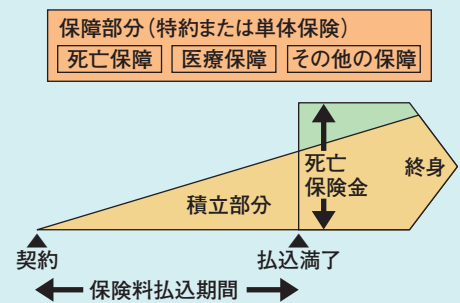 保障部分（特約または単体保険）
死亡保障 医療保障 その他の保障
死亡
保険金
終身
積立部分
契約 払込満了
保険料払込期間